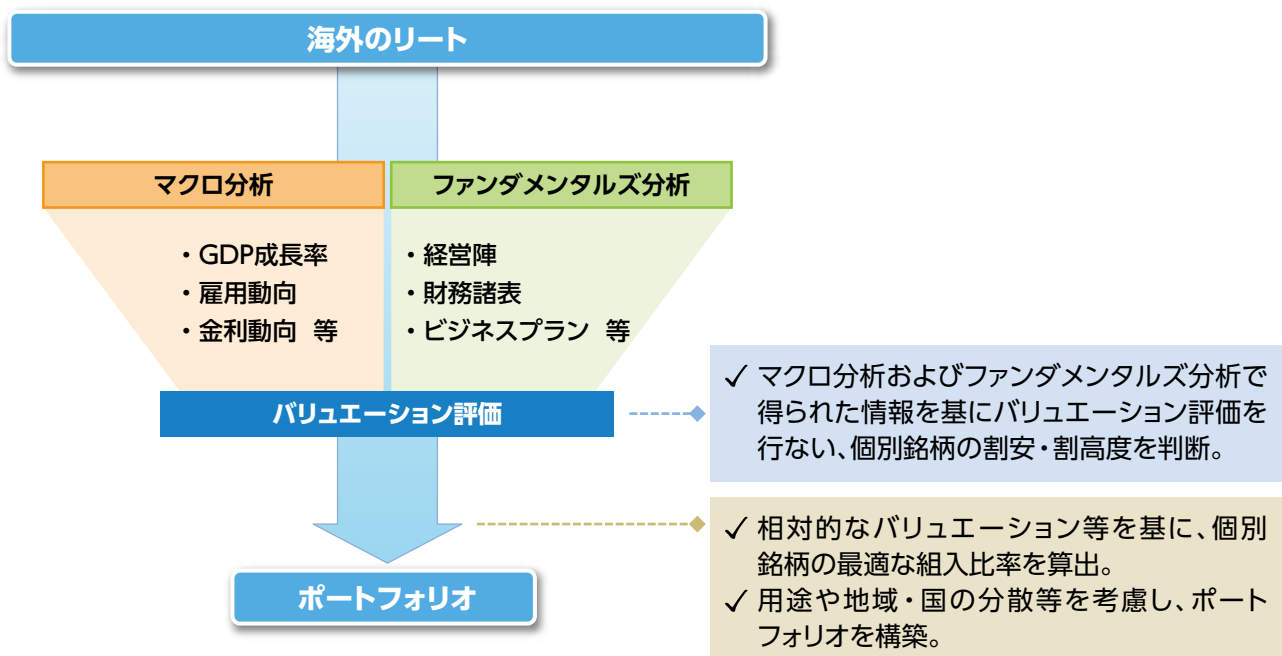 海外のリート
マクロ分析
ファンダメンタルズ分析
・GDP成長率
・雇用動向
・金利動向 等
・経営陣
・財務諸表
・ビジネスプラン 等
バリュエーション評価
✓ マクロ分析およびファンダメンタルズ分析で
得られた情報を基にバリュエーション評価を
行ない、個別銘柄の割安・割高度を判断。
✓ 相対的なバリュエーション等を基に、個別
銘柄の最適な組入比率を算出。
✓ 用途や地域・国の分散等を考慮し、ポート
フォリオを構築。
ポートフォリオ